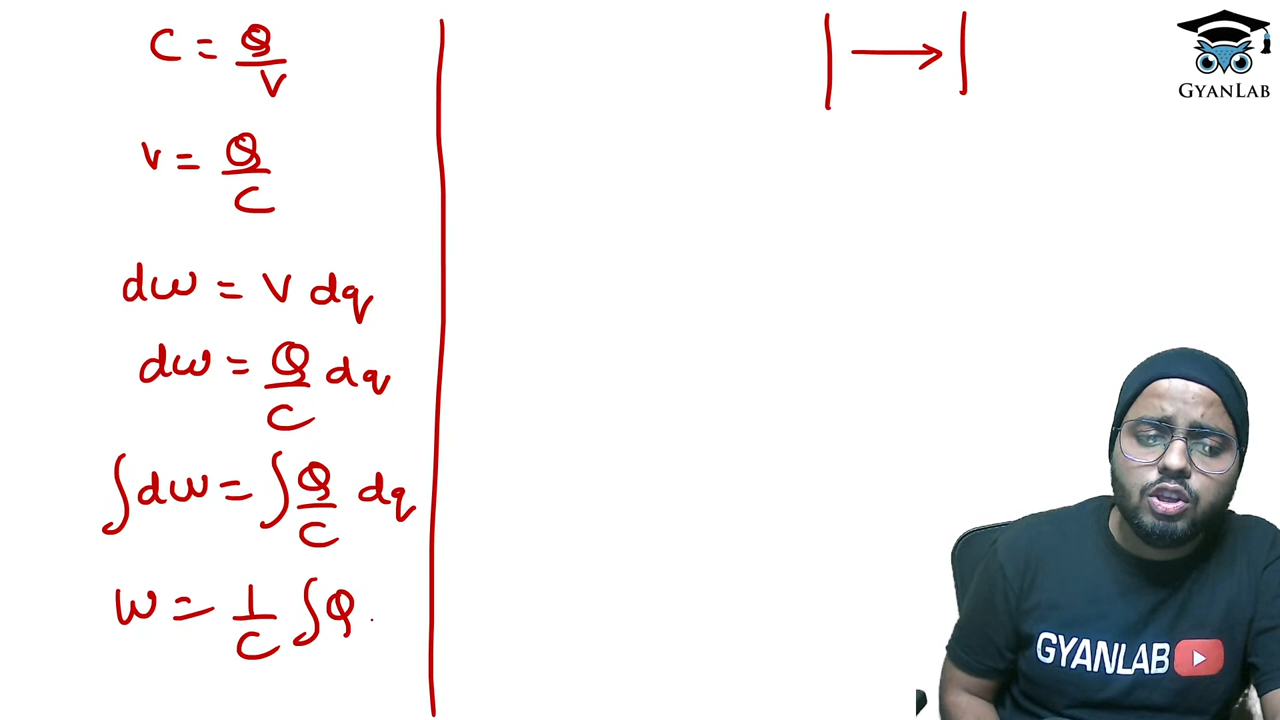 C = Q/V
V = Q/C
dw = V dq
dw = Q/C dq
∫dw = ∫Q/C dq
w = 1/C ∫Q
GYANLAB
GYANLAB